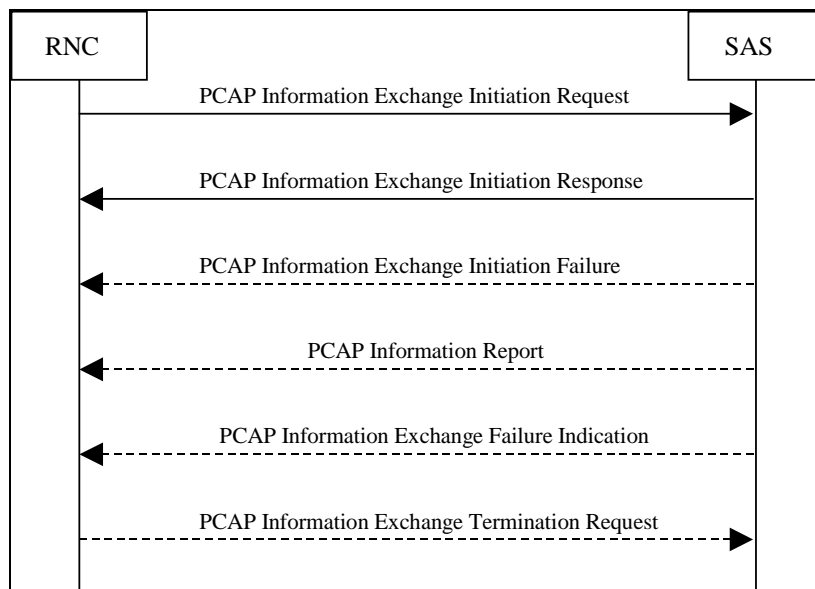 RNC
SAS
PCAP Information Exchange Initiation Request
PCAP Information Exchange Initiation Response
PCAP Information Exchange Initiation Failure
PCAP Information Report
PCAP Information Exchange Failure Indication
PCAP Information Exchange Termination Request